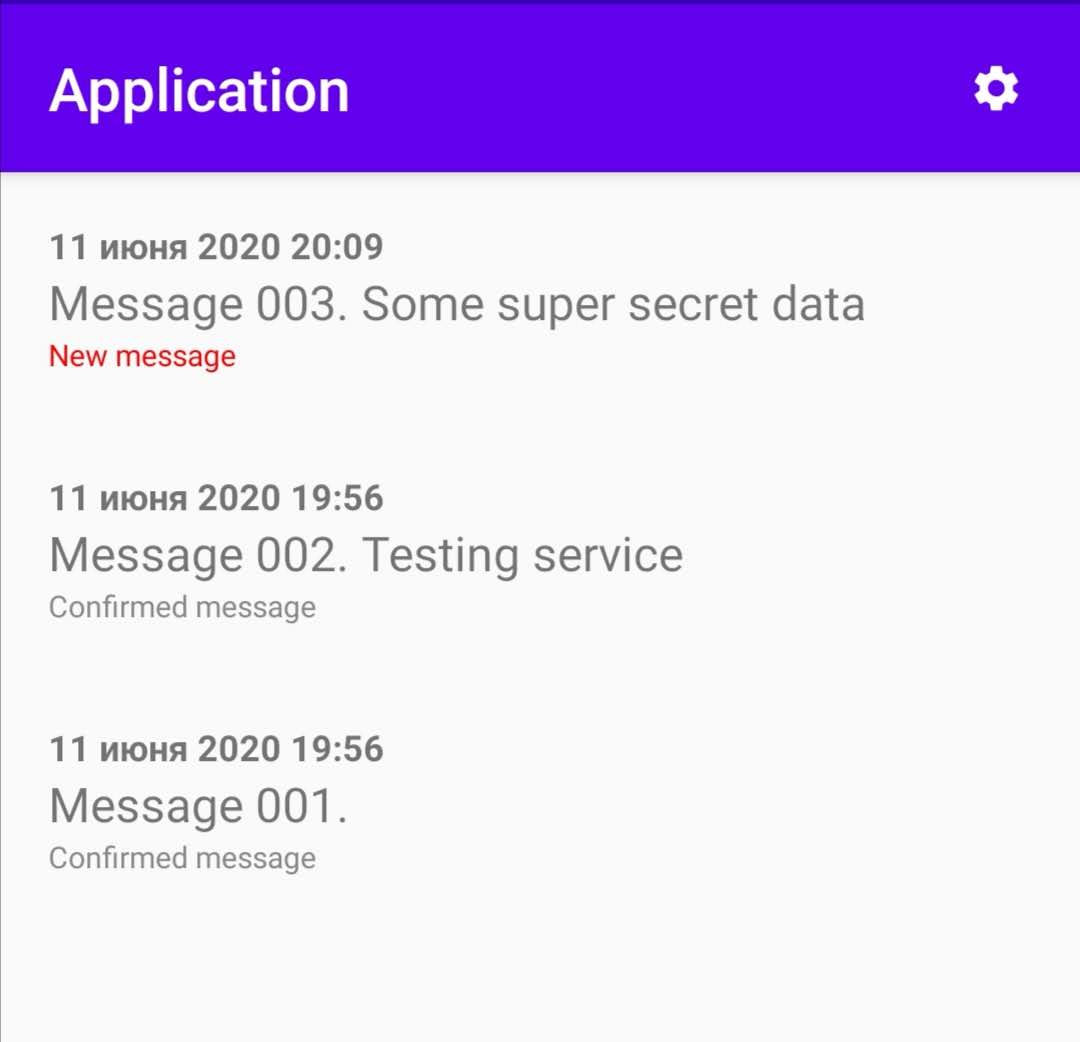 Application
11 июня 2020 20:09
Message 003. Some super secret data
New message
11 июня 2020 19:56
Message 002. Testing service
Confirmed message
11 июня 2020 19:56
Message 001.
Confirmed message